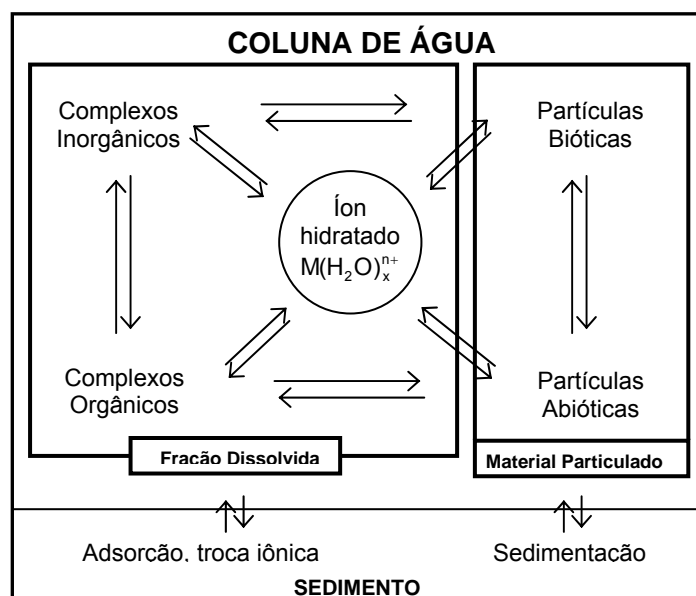 COLUNA DE ÁGUA
Complexos
Inorgânicos
Partículas
Bióticas
Íon
hidratado
M(H₂O)ₓⁿ⁺
Complexos
Orgânicos
Partículas
Abióticas
Fração Dissolvida
Material Particulado
Adsorção, troca iônica
Sedimentação
SEDIMENTO